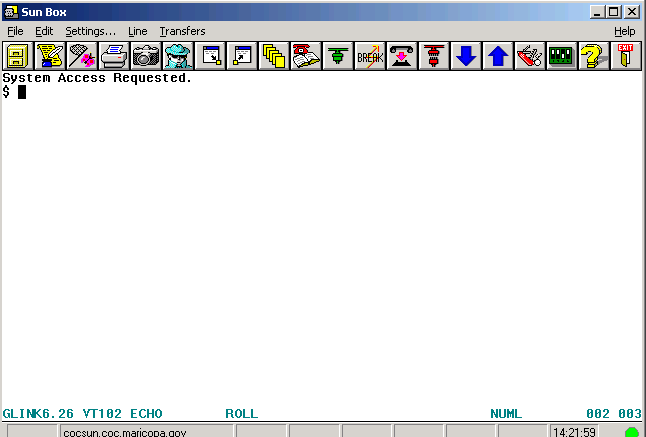 Sun Box
File Edit Settings... Line Transfers Help
BREAK EXIT
System Access Requested.
$
GLINK6.26 VT102 ECHO ROLL NUML 002 003
cocsun.coc.maricopa.gov 14:21:59